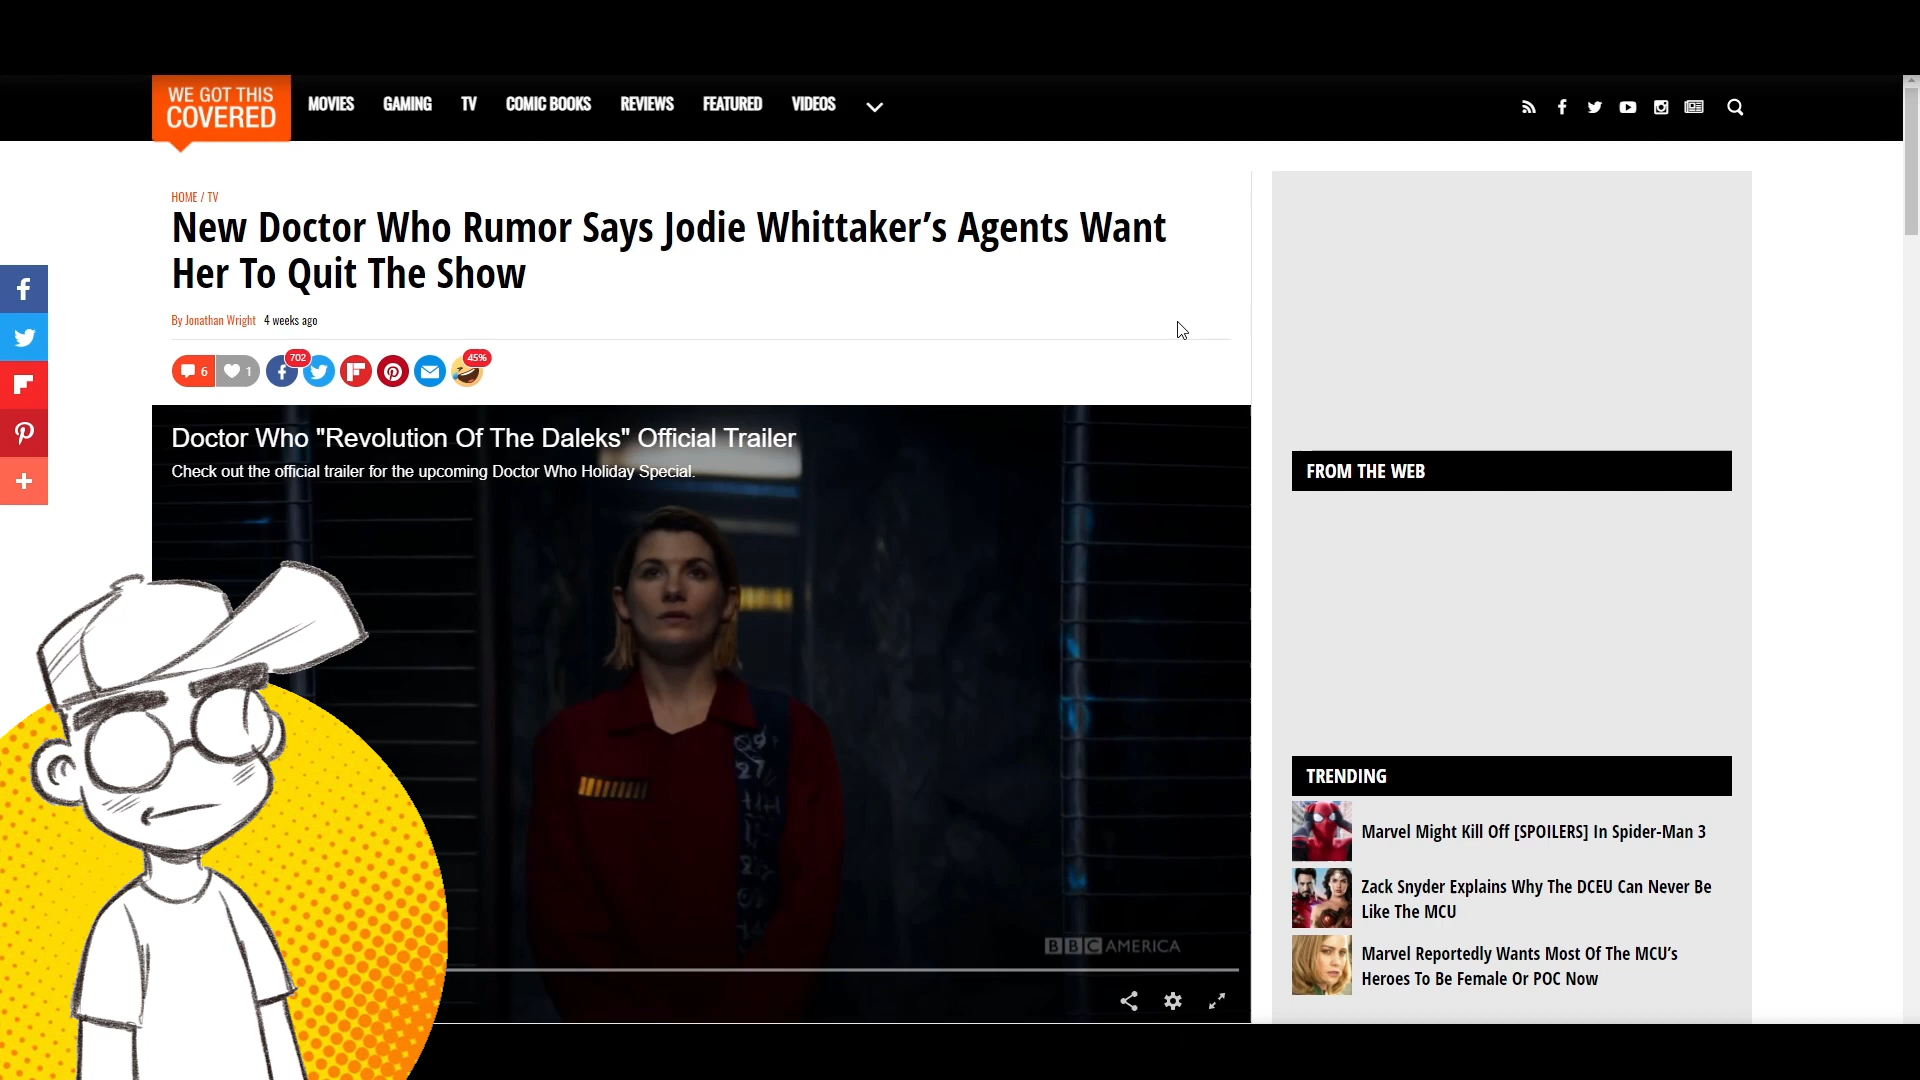 WE GOT THIS
COVERED
MOVIES
GAMING
TV
COMIC BOOKS
REVIEWS
FEATURED
VIDEOS
HOME / TV
New Doctor Who Rumor Says Jodie Whittaker’s Agents Want
Her To Quit The Show
By Jonathan Wright 4 weeks ago
6
1
702
45%
Doctor Who "Revolution Of The Daleks" Official Trailer
Check out the official trailer for the upcoming Doctor Who Holiday Special.
BBC AMERICA
FROM THE WEB
TRENDING
Marvel Might Kill Off [SPOILERS] In Spider-Man 3
Zack Snyder Explains Why The DCEU Can Never Be
Like The MCU
Marvel Reportedly Wants Most Of The MCU’s
Heroes To Be Female Or POC Now